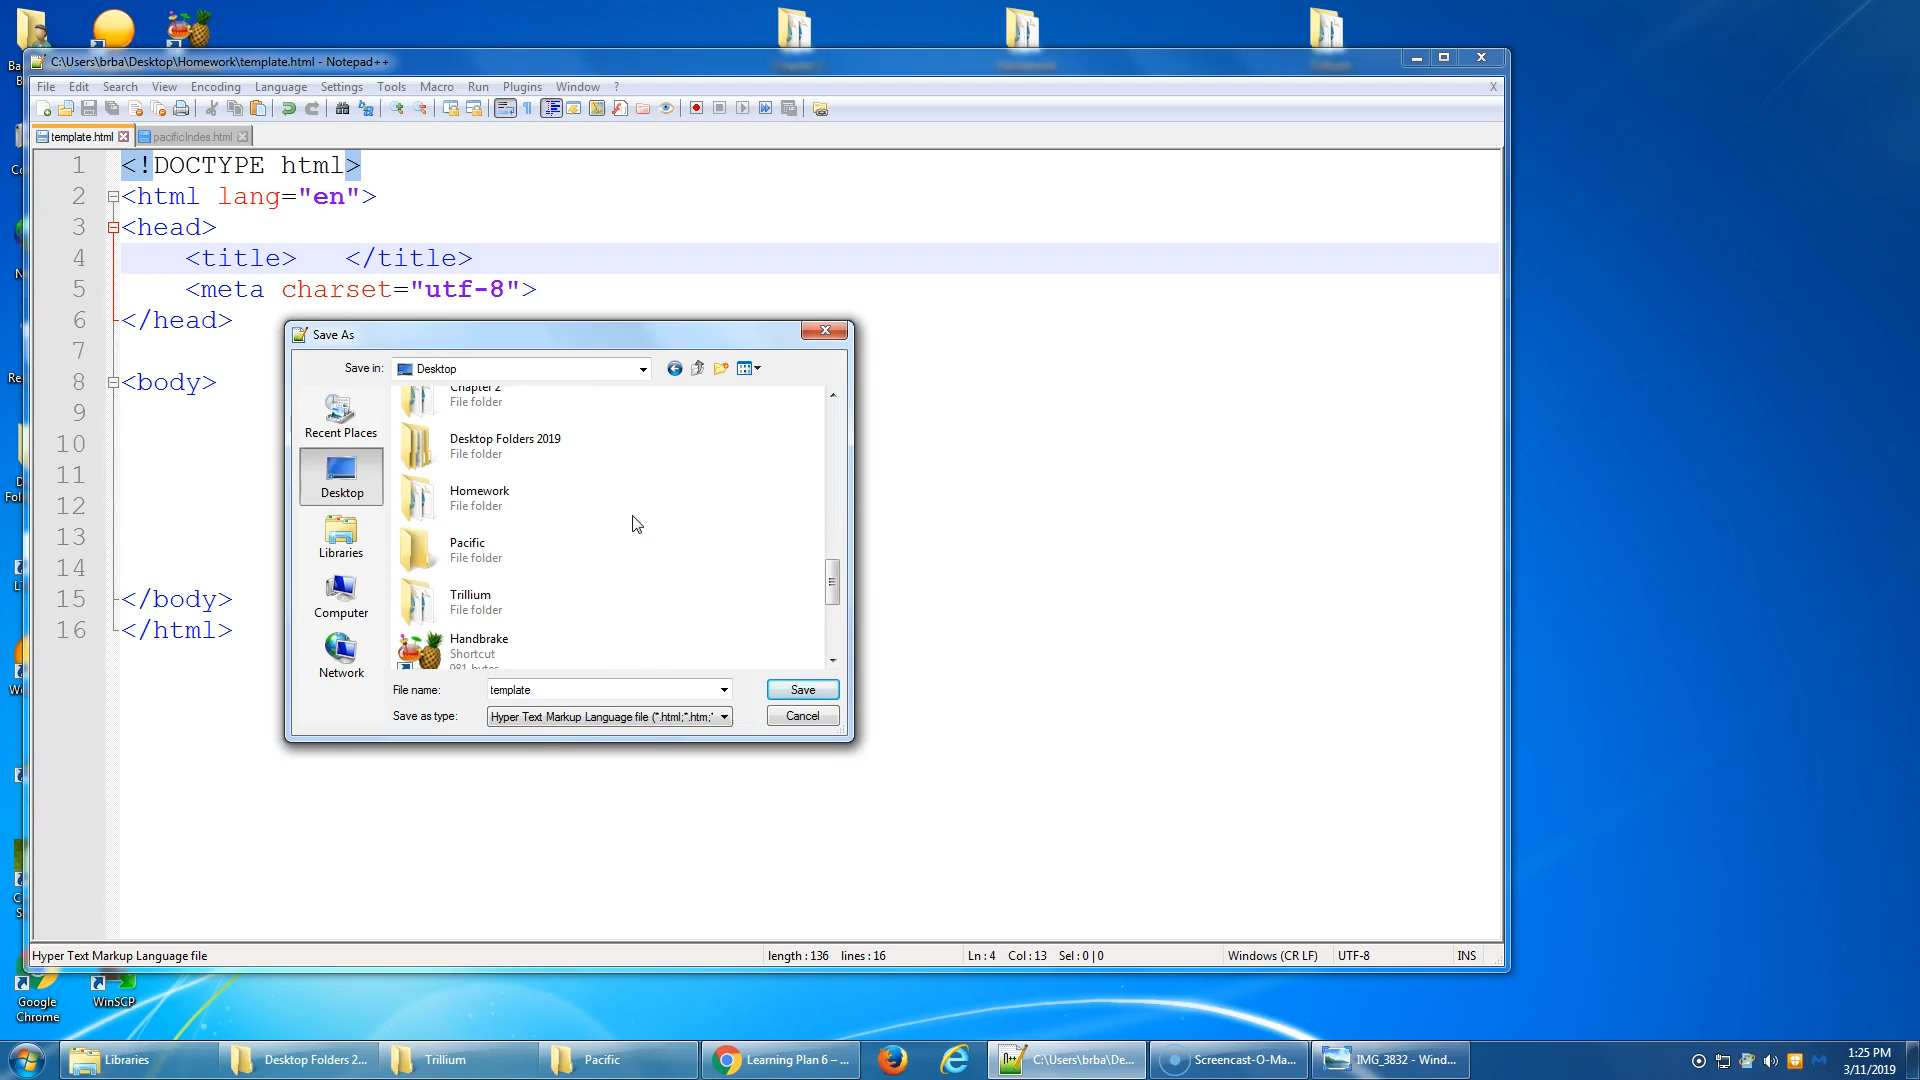 C:\Users\brba\Desktop\Homework\template.html - Notepad++
File Edit Search View Encoding Language Settings Tools Macro Run Plugins Window ? X
template.html pacificIndes.html
1 <!DOCTYPE html>
2 <html lang="en">
3 <head>
4 <title> </title>
5 <meta charset="utf-8">
6 </head>
7
8 <body>
9
10
11
12
13
14
15 </body>
16 </html>
Save As
Save in: Desktop
Recent Places
Desktop
Libraries
Computer
Network
Chapter 2
File folder
Desktop Folders 2019
File folder
Homework
File folder
Pacific
File folder
Trillium
File folder
Handbrake
Shortcut
981 bytes
File name: template Save
Save as type: Hyper Text Markup Language file (*.html;*.htm;* Cancel
Hyper Text Markup Language file length : 136 lines : 16 Ln : 4 Col : 13 Sel : 0 | 0 Windows (CR LF) UTF-8 INS
Google
Chrome
WinSCP
Libraries Desktop Folders 2... Trillium Pacific Learning Plan 6 – ... C:\Users\brba\De... Screencast-O-Ma... IMG_3832 - Wind...
1:25 PM
3/11/2019